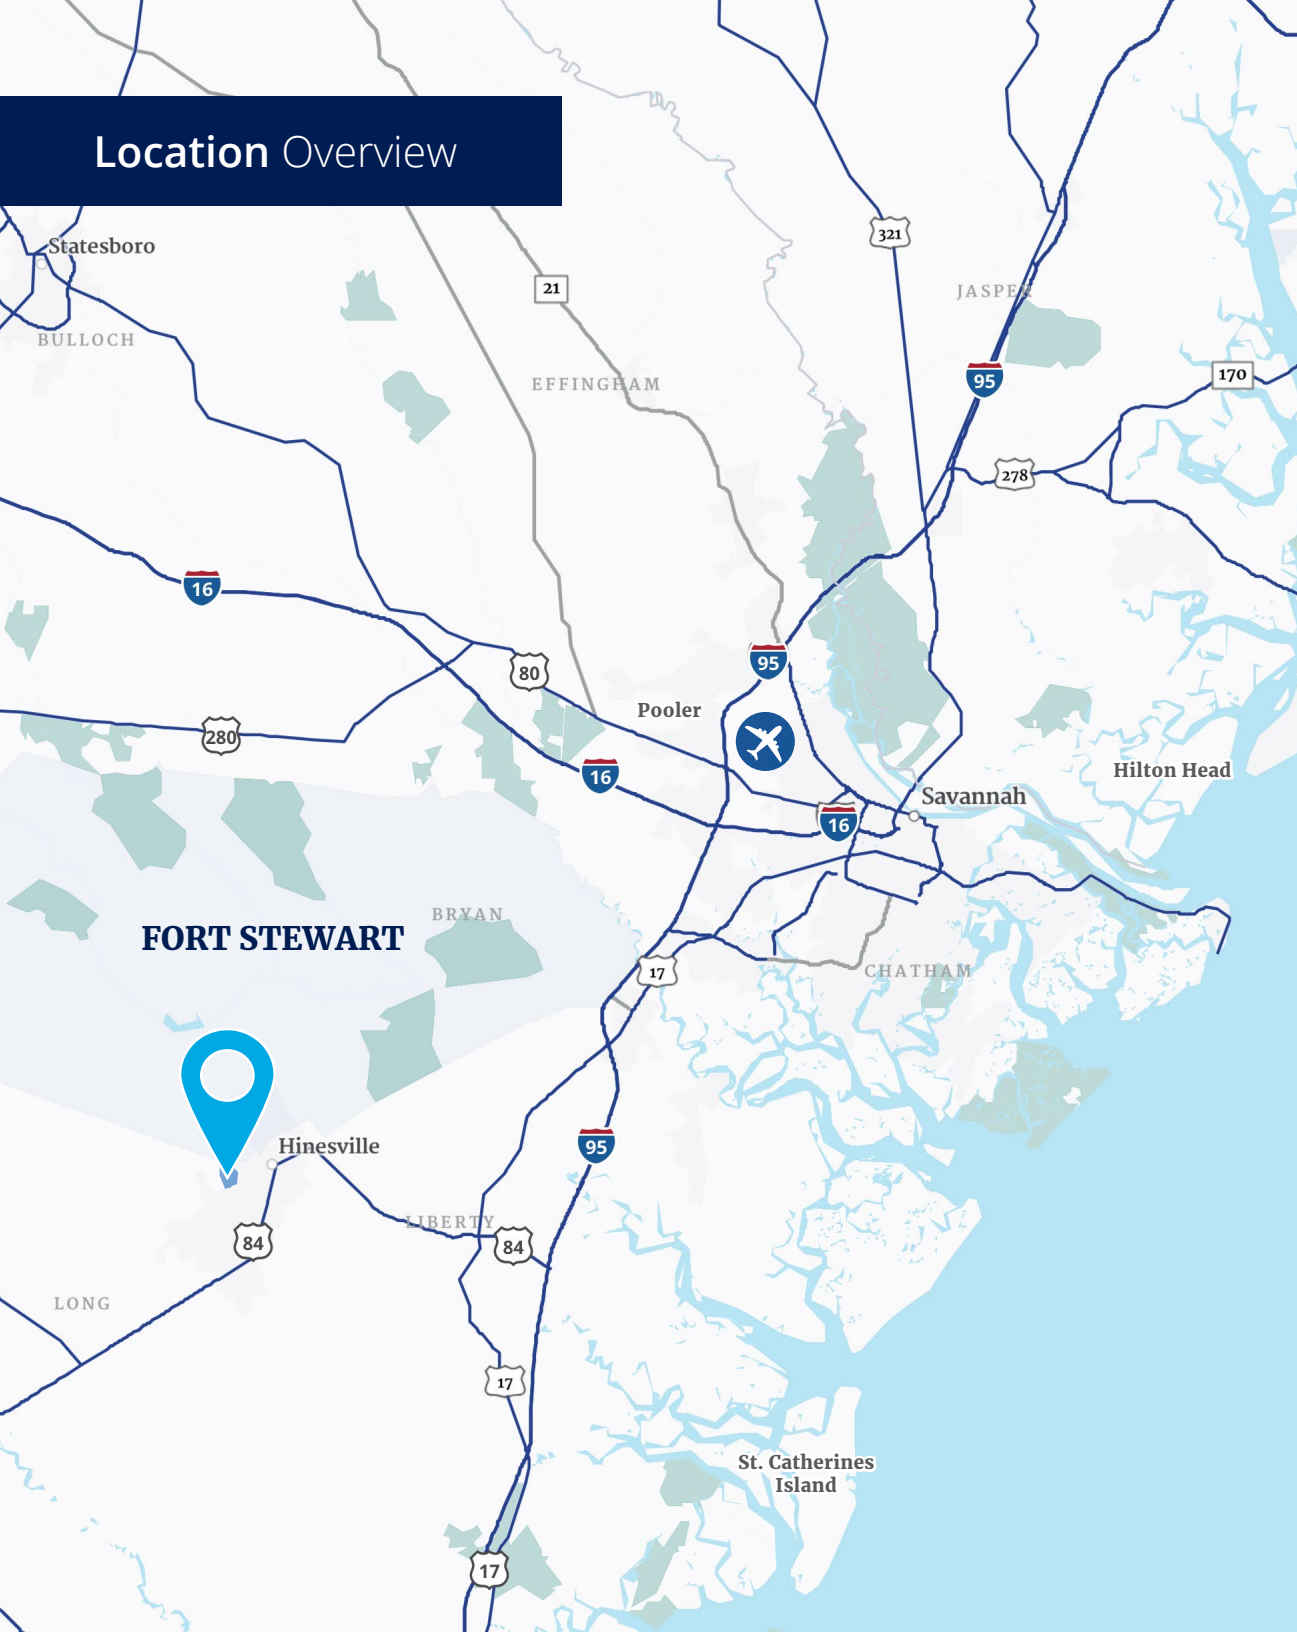 Location Overview
321
Statesboro
21
JASPER
BULLOCH
170
EFFINGHAM
95
278
16
95
80
Pooler
280
Hilton Head
16
Savannah
16
BRYAN
FORT STEWART
17
CHATHAM
Hinesville
95
LIBERTY
84
84
LONG
17
St. Catherines
Island
17